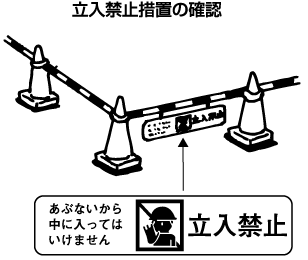 立入禁止措置の確認
立入禁止
あぶないから
中に入っては
いけません
立入禁止